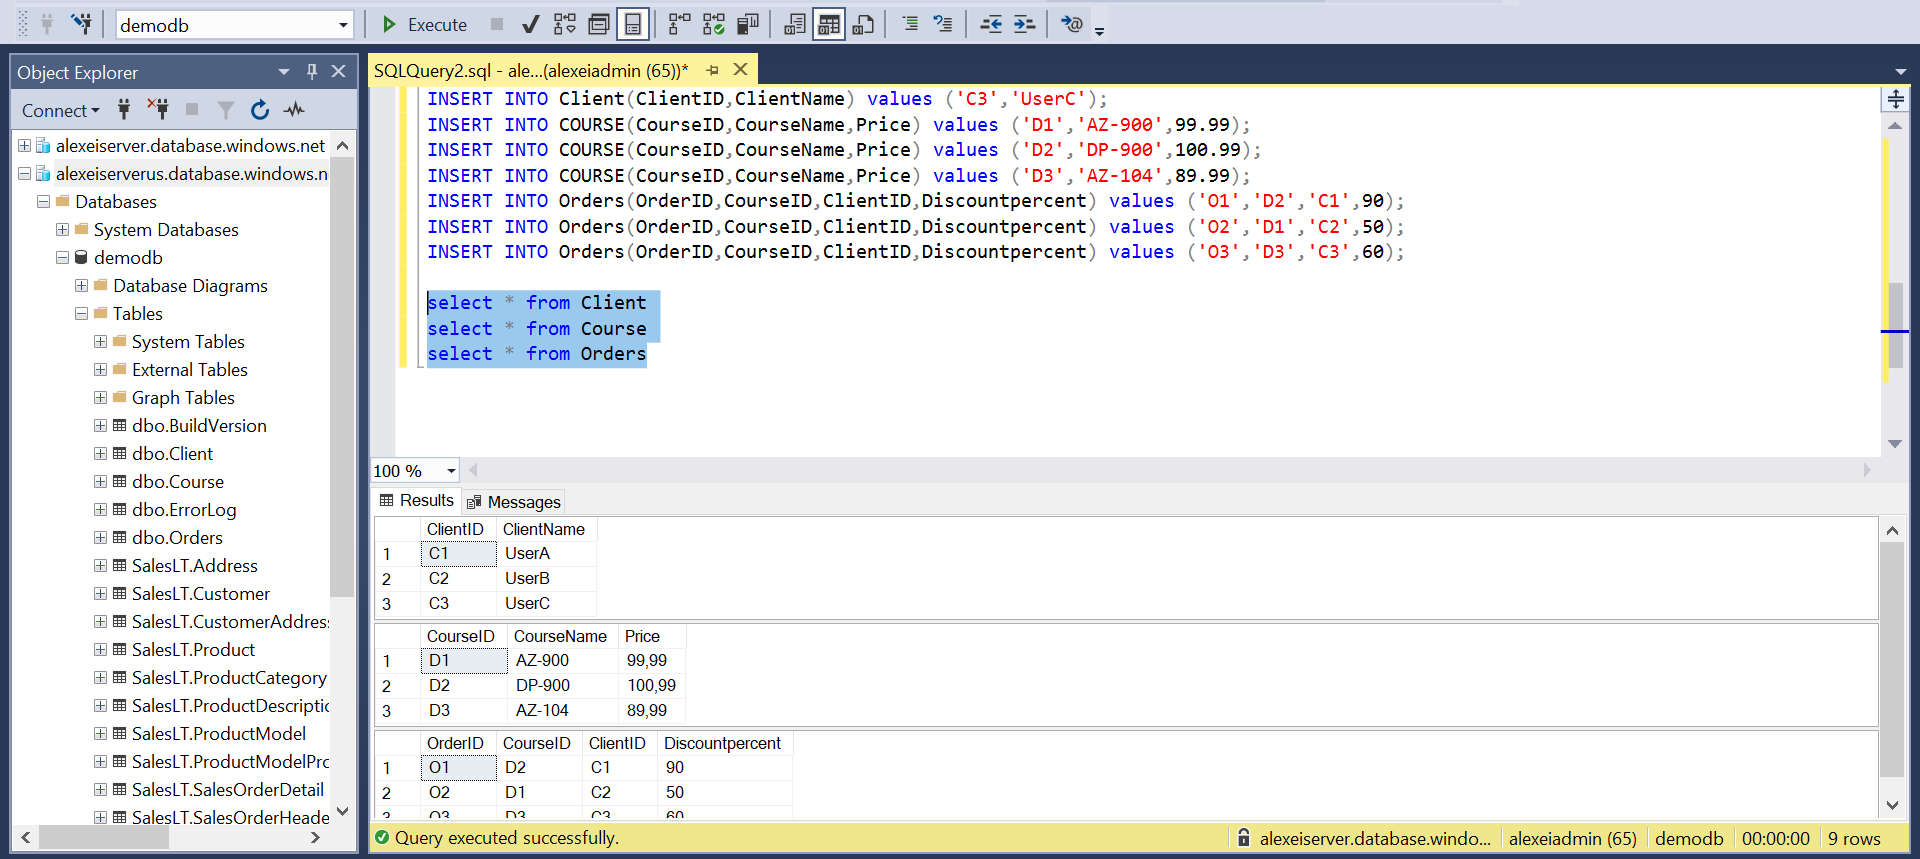 demodb
Execute
Object Explorer
Connect
alexeiserver.database.windows.net
alexeiserverus.database.windows.n
Databases
System Databases
demodb
Database Diagrams
Tables
System Tables
External Tables
Graph Tables
dbo.BuildVersion
dbo.Client
dbo.Course
dbo.ErrorLog
dbo.Orders
SalesLT.Address
SalesLT.Customer
SalesLT.CustomerAddres
SalesLT.Product
SalesLT.ProductCategory
SalesLT.ProductDescripti
SalesLT.ProductModel
SalesLT.ProductModelPr
SalesLT.SalesOrderDetail
SalesLT.SalesOrderHeade
SQLQuery2.sql - ale...(alexeiadmin (65))*
INSERT INTO Client(ClientID,ClientName) values ('C3','UserC');
INSERT INTO COURSE(CourseID,CourseName,Price) values ('D1','AZ-900',99.99);
INSERT INTO COURSE(CourseID,CourseName,Price) values ('D2','DP-900',100.99);
INSERT INTO COURSE(CourseID,CourseName,Price) values ('D3','AZ-104',89.99);
INSERT INTO Orders(OrderID,CourseID,ClientID,Discountpercent) values ('O1','D2','C1',90);
INSERT INTO Orders(OrderID,CourseID,ClientID,Discountpercent) values ('O2','D1','C2',50);
INSERT INTO Orders(OrderID,CourseID,ClientID,Discountpercent) values ('O3','D3','C3',60);
select * from Client
select * from Course
select * from Orders
100 %
Results Messages
ClientID ClientName
1 C1 UserA
2 C2 UserB
3 C3 UserC
CourseID CourseName Price
1 D1 AZ-900 99,99
2 D2 DP-900 100,99
3 D3 AZ-104 89,99
OrderID CourseID ClientID Discountpercent
1 O1 D2 C1 90
2 O2 D1 C2 50
3 O3 D3 C3 60
Query executed successfully.
alexeiserver.database.windo... alexeiadmin (65) demodb 00:00:00 9 rows